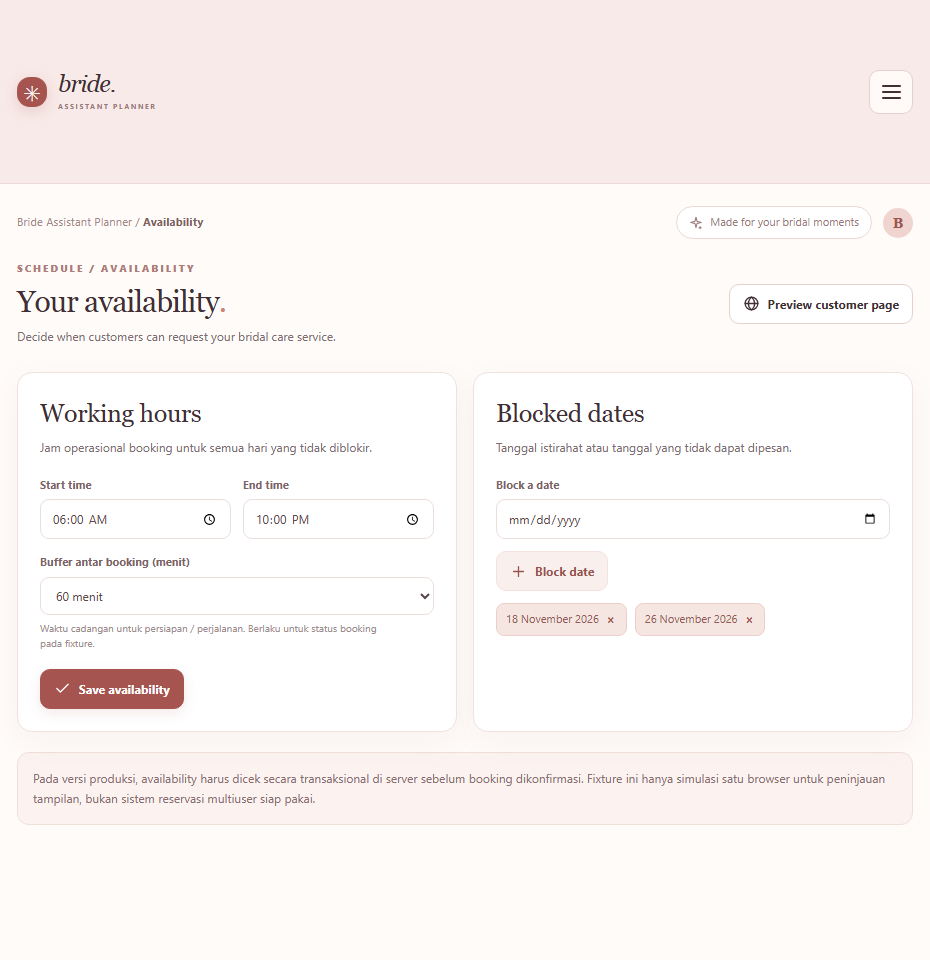 bride.
ASSISTANT PLANNER
Bride Assistant Planner / Availability
Made for your bridal moments
B
SCHEDULE / AVAILABILITY
Your availability.
Preview customer page
Decide when customers can request your bridal care service.
Working hours
Jam operasional booking untuk semua hari yang tidak diblokir.
Start time
End time
06:00 AM
10:00 PM
Buffer antar booking (menit)
60 menit
Waktu cadangan untuk persiapan / perjalanan. Berlaku untuk status booking
pada fixture.
Save availability
Blocked dates
Tanggal istirahat atau tanggal yang tidak dapat dipesan.
Block a date
mm/dd/yyyy
+ Block date
18 November 2026 ×
26 November 2026 ×
Pada versi produksi, availability harus dicek secara transaksional di server sebelum booking dikonfirmasi. Fixture ini hanya simulasi satu browser untuk peninjauan
tampilan, bukan sistem reservasi multiuser siap pakai.